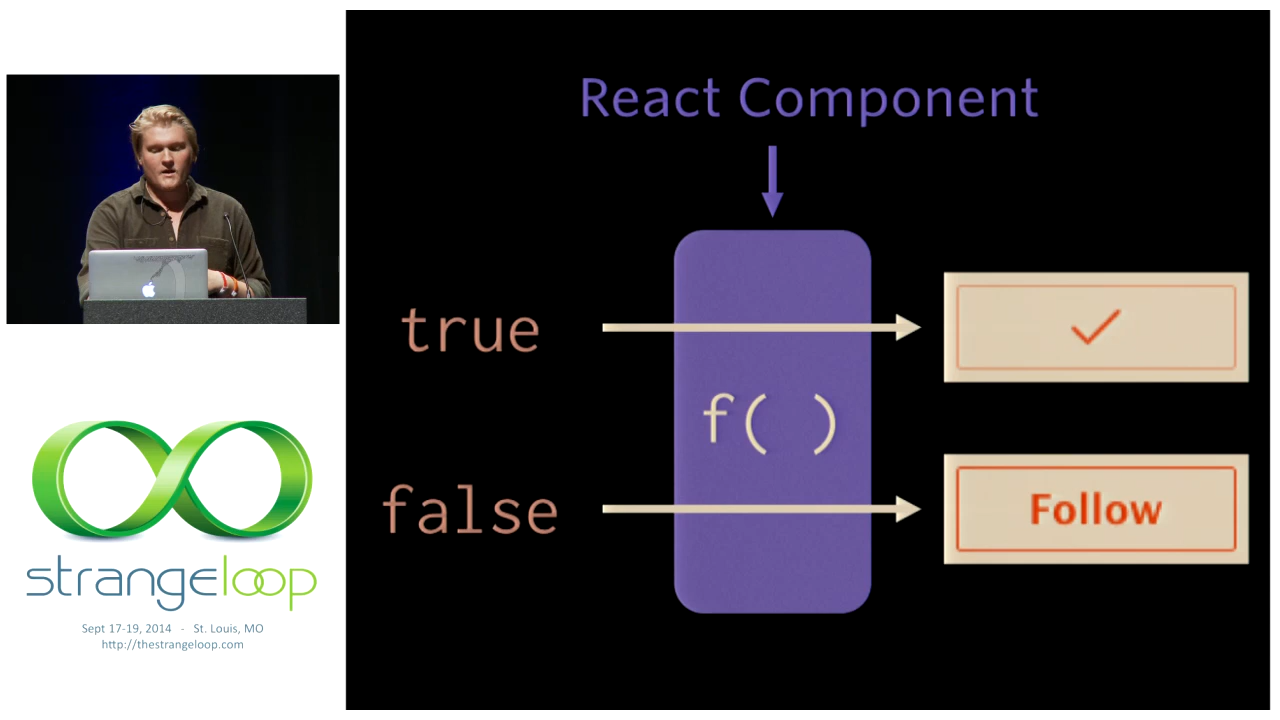 React Component
true
f( )
false
Follow
strangeloop
Sept 17-19, 2014 - St. Louis, MO
http://thestrangeloop.com